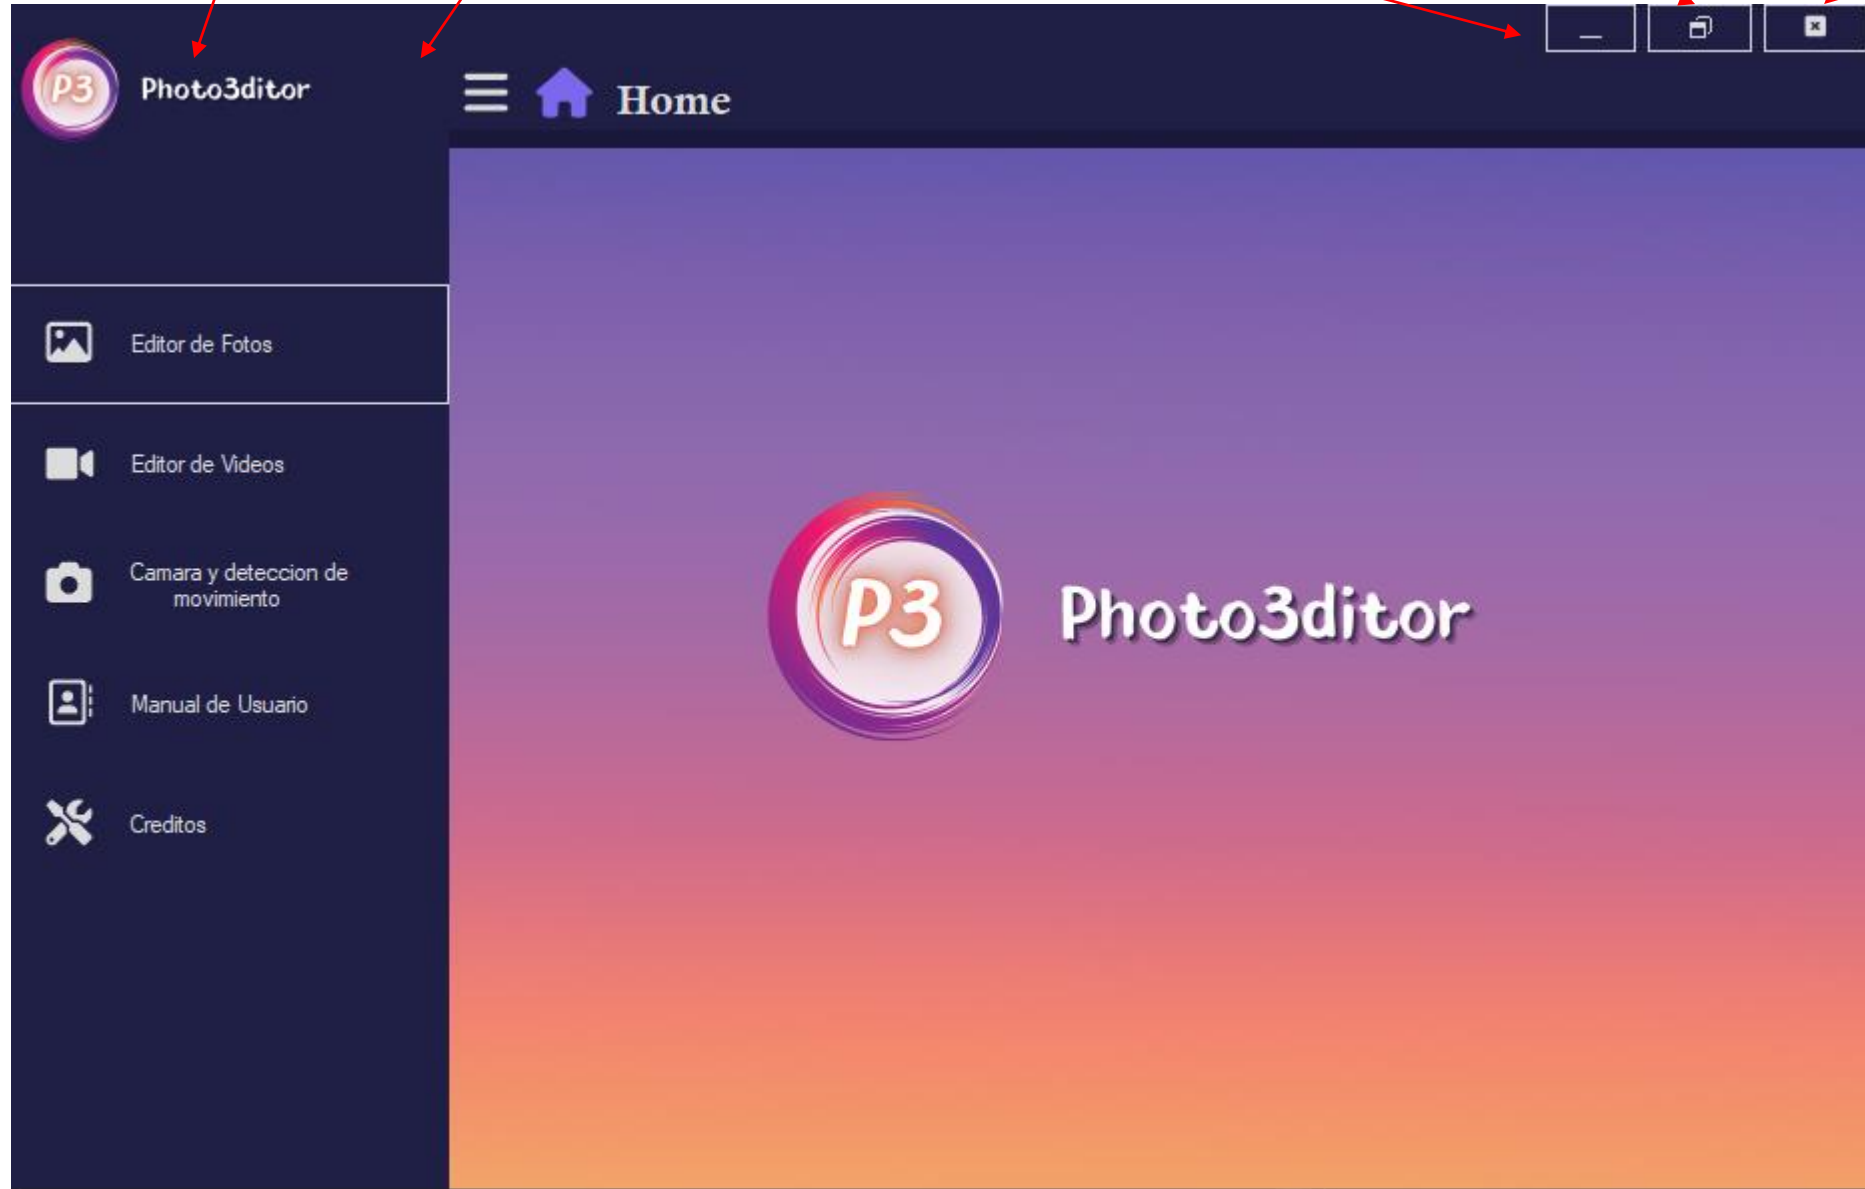 P3 Photo3ditor
Home
Editor de Fotos
Editor de Videos
Camara y deteccion de
movimiento
Manual de Usuario
Creditos
P3 Photo3ditor